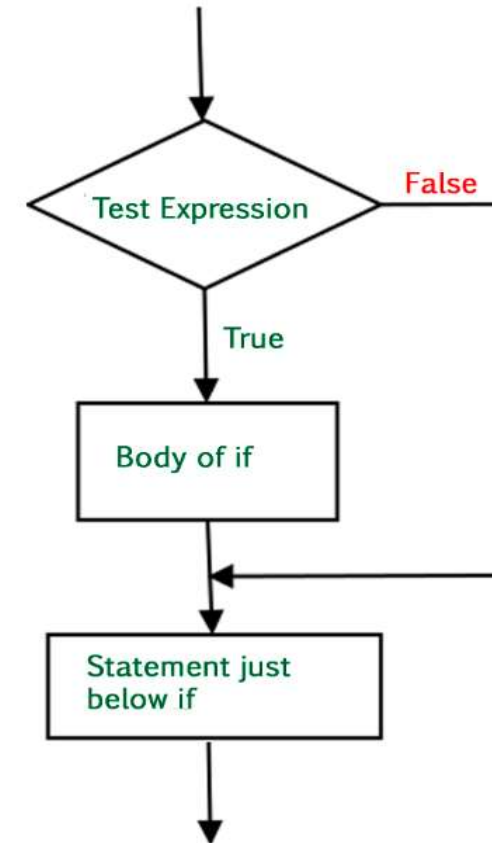 Test Expression
False
True
Body of if
Statement just
below if